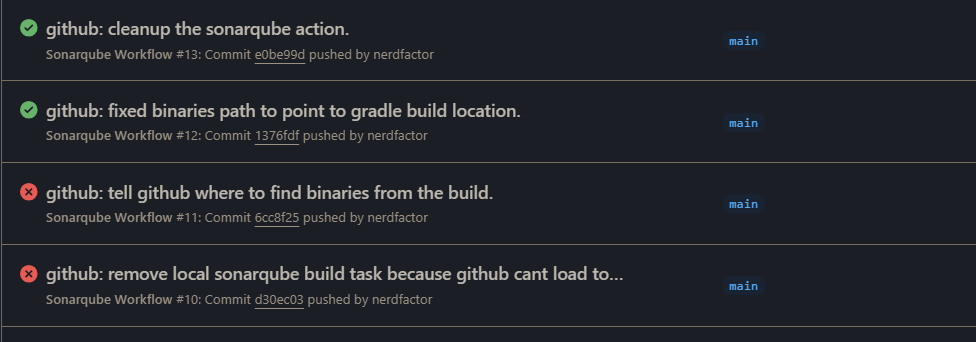 github: cleanup the sonarqube action.
main
Sonarqube Workflow #13: Commit e0be99d pushed by nerdfactor
github: fixed binaries path to point to gradle build location.
main
Sonarqube Workflow #12: Commit 1376fdf pushed by nerdfactor
github: tell github where to find binaries from the build.
main
Sonarqube Workflow #11: Commit 6cc8f25 pushed by nerdfactor
github: remove local sonarqube build task because github cant load to...
main
Sonarqube Workflow #10: Commit d30ec03 pushed by nerdfactor